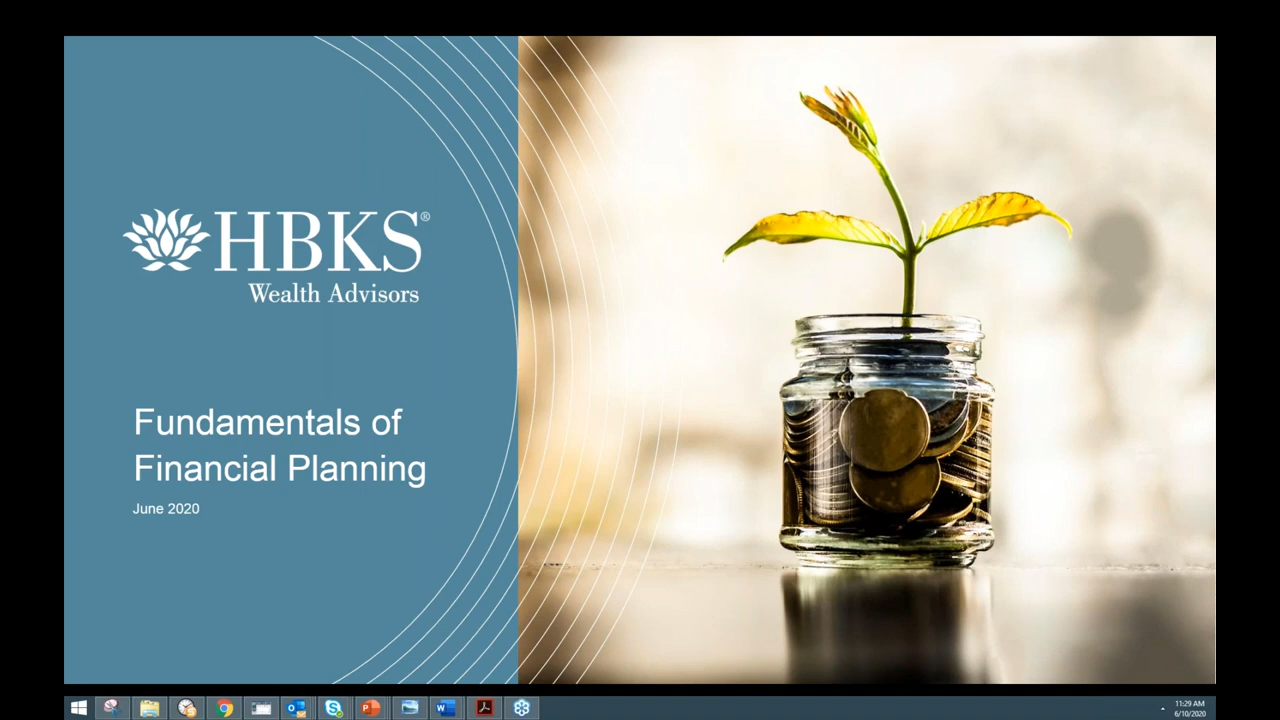 HBKS®
Wealth Advisors
Fundamentals of
Financial Planning
June 2020
11:29 AM
6/10/2020